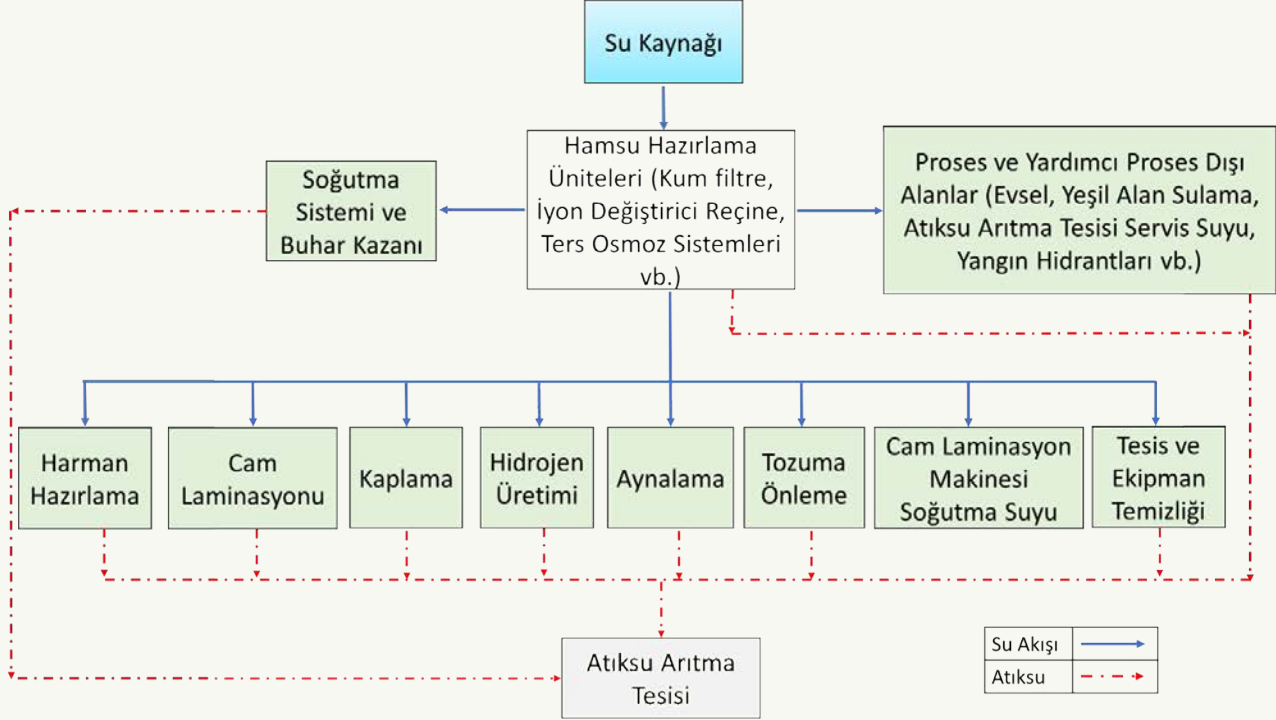 Su Kaynağı
Hamsu Hazırlama
Üniteleri (Kum filtre,
İyon Değiştirici Reçine,
Ters Osmoz Sistemleri
vb.)
Soğutma
Sistemi ve
Buhar Kazanı
Proses ve Yardımcı Proses Dışı
Alanlar (Evsel, Yeşil Alan Sulama,
Atıksu Arıtma Tesisi Servis Suyu,
Yangın Hidrantları vb.)
Harman
Hazırlama
Cam
Laminasyonu
Kaplama
Hidrojen
Üretimi
Aynalama
Tozuma
Önleme
Cam Laminasyon
Makinesi
Soğutma Suyu
Tesis ve
Ekipman
Temizliği
Atıksu Arıtma
Tesisi
Su Akışı
Atıksu